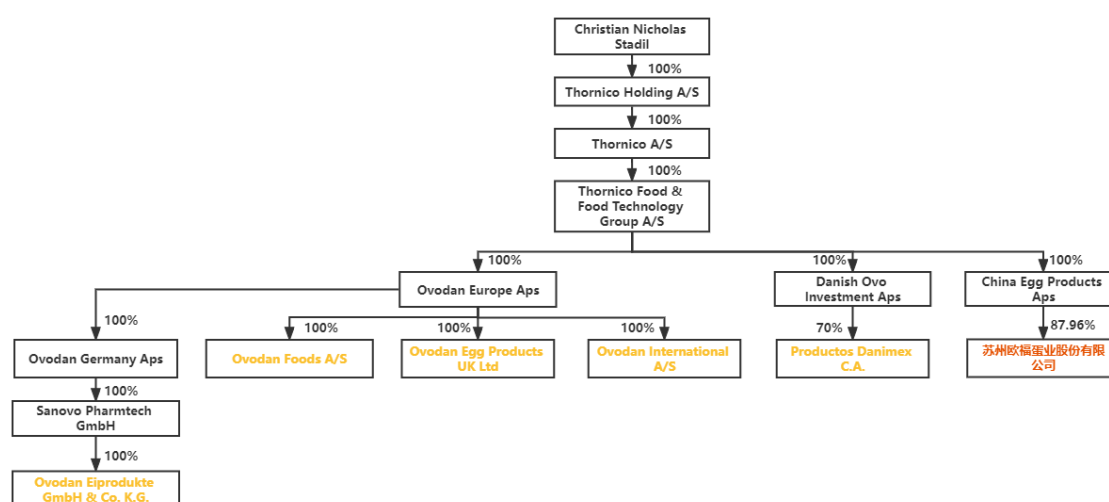 Christian Nicholas
Stadil
100%
Thornico Holding A/S
100%
Thornico A/S
100%
Thornico Food &
Food Technology
Group A/S
100%
100%
100%
Ovodan Europe Aps
Danish Ovo
Investment Aps
China Egg Products
Aps
100%
100%
100%
100%
70%
87.96%
Ovodan Germany Aps
Ovodan Foods A/S
Ovodan Egg Products
UK Ltd
Ovodan International
A/S
Productos Danimex
C.A.
苏州欧福蛋业股份有限
公司
100%
Sanovo Pharmtech
GmbH
100%
Ovodan Eiprodukte
GmbH & Co. K.G.